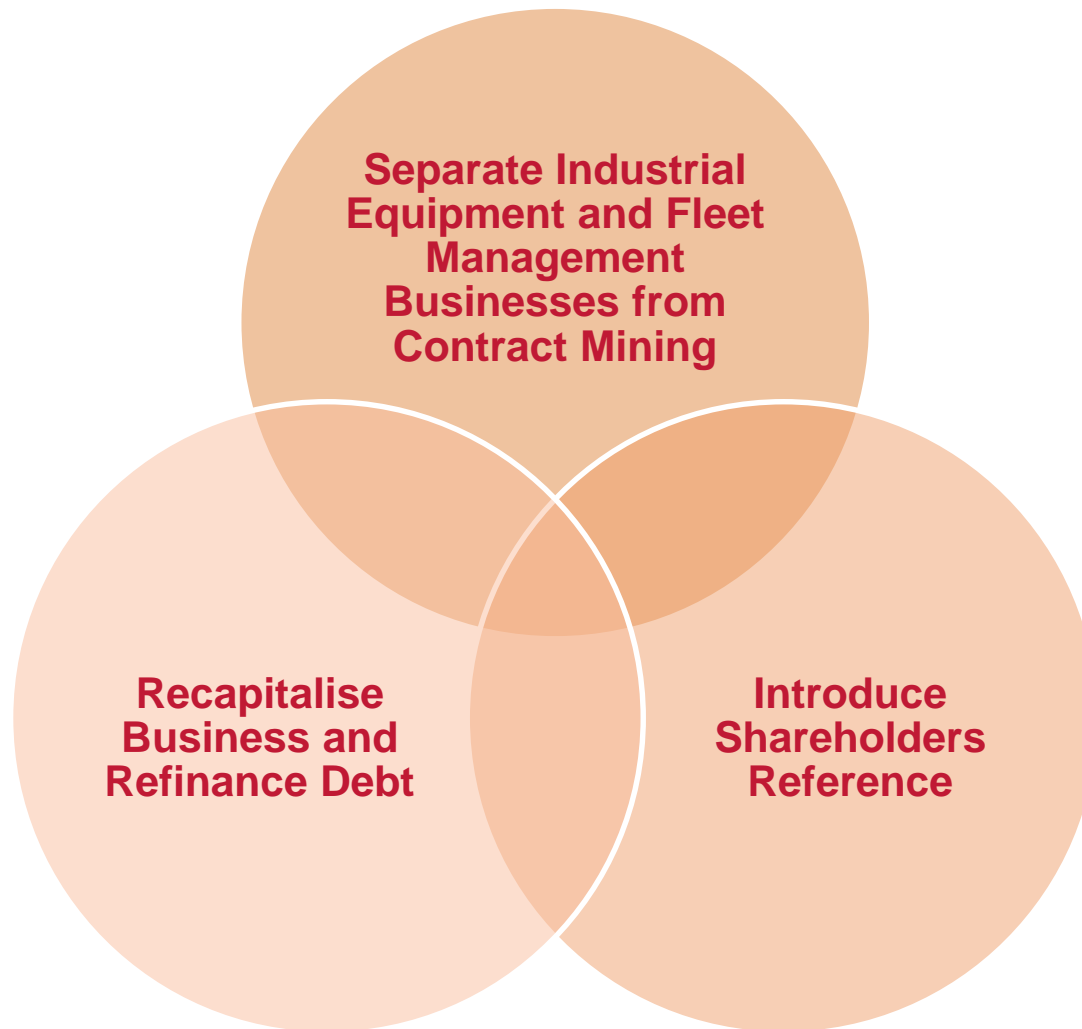 Separate Industrial
Equipment and Fleet
Management
Businesses from
Contract Mining
Recapitalise
Business and
Refinance Debt
Introduce
Shareholders
Reference